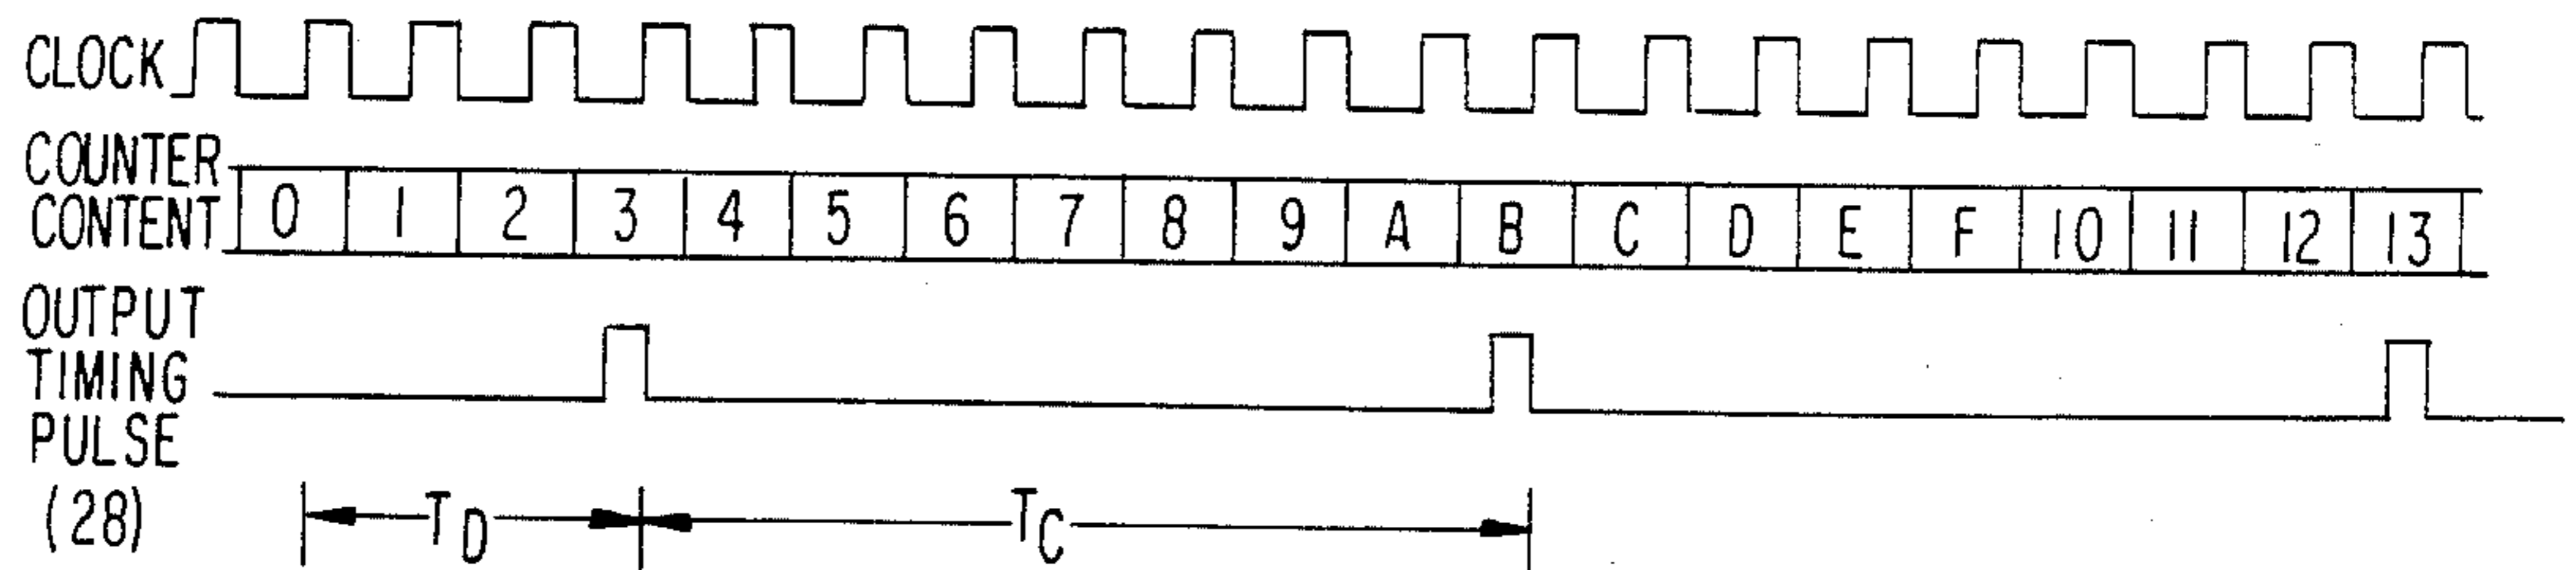 CLOCK
COUNTER
CONTENT
0 1 2 3 4 5 6 7 8 9 A B C D E F 10 11 12 13
OUTPUT
TIMING
PULSE
(28)
TD TC